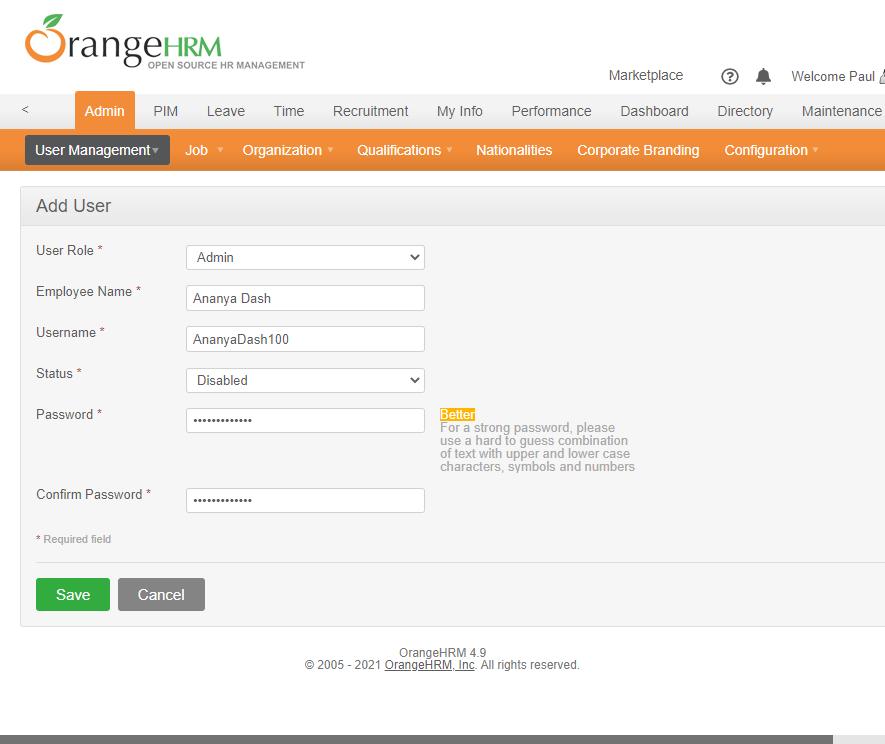 OrangeHRM
OPEN SOURCE HR MANAGEMENT
Marketplace ? Welcome Paul
< Admin PIM Leave Time Recruitment My Info Performance Dashboard Directory Maintenance
User Management Job Organization Qualifications Nationalities Corporate Branding Configuration
Add User
User Role * Admin
Employee Name * Ananya Dash
Username * AnanyaDash100
Status * Disabled
Password * ••••••••••••• Better
For a strong password, please
use a hard to guess combination
of text with upper and lower case
characters, symbols and numbers
Confirm Password * •••••••••••••
* Required field
Save Cancel
OrangeHRM 4.9
© 2005 - 2021 OrangeHRM, Inc. All rights reserved.